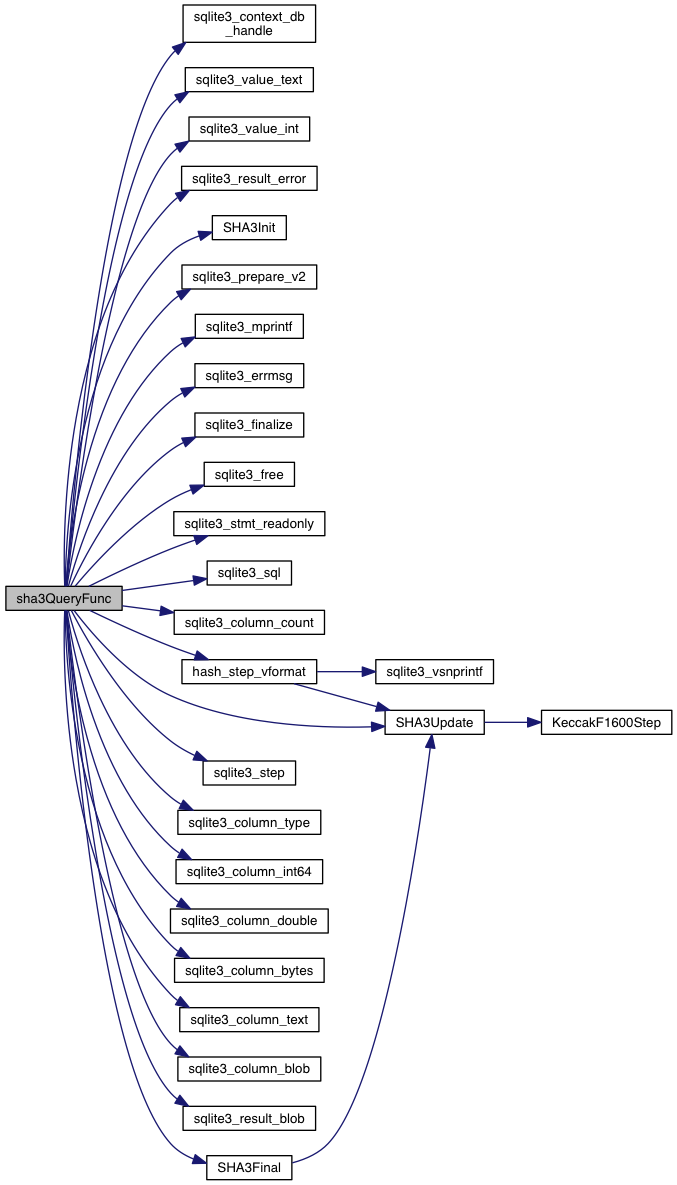 sqlite3_context_db
_handle
sqlite3_value_text
sqlite3_value_int
sqlite3_result_error
SHA3Init
sqlite3_prepare_v2
sqlite3_mprintf
sqlite3_errmsg
sqlite3_finalize
sqlite3_free
sqlite3_stmt_readonly
sqlite3_sql
sha3QueryFunc
sqlite3_column_count
hash_step_vformat
sqlite3_vsnprintf
SHA3Update
KeccakF1600Step
sqlite3_step
sqlite3_column_type
sqlite3_column_int64
sqlite3_column_double
sqlite3_column_bytes
sqlite3_column_text
sqlite3_column_blob
sqlite3_result_blob
SHA3Final